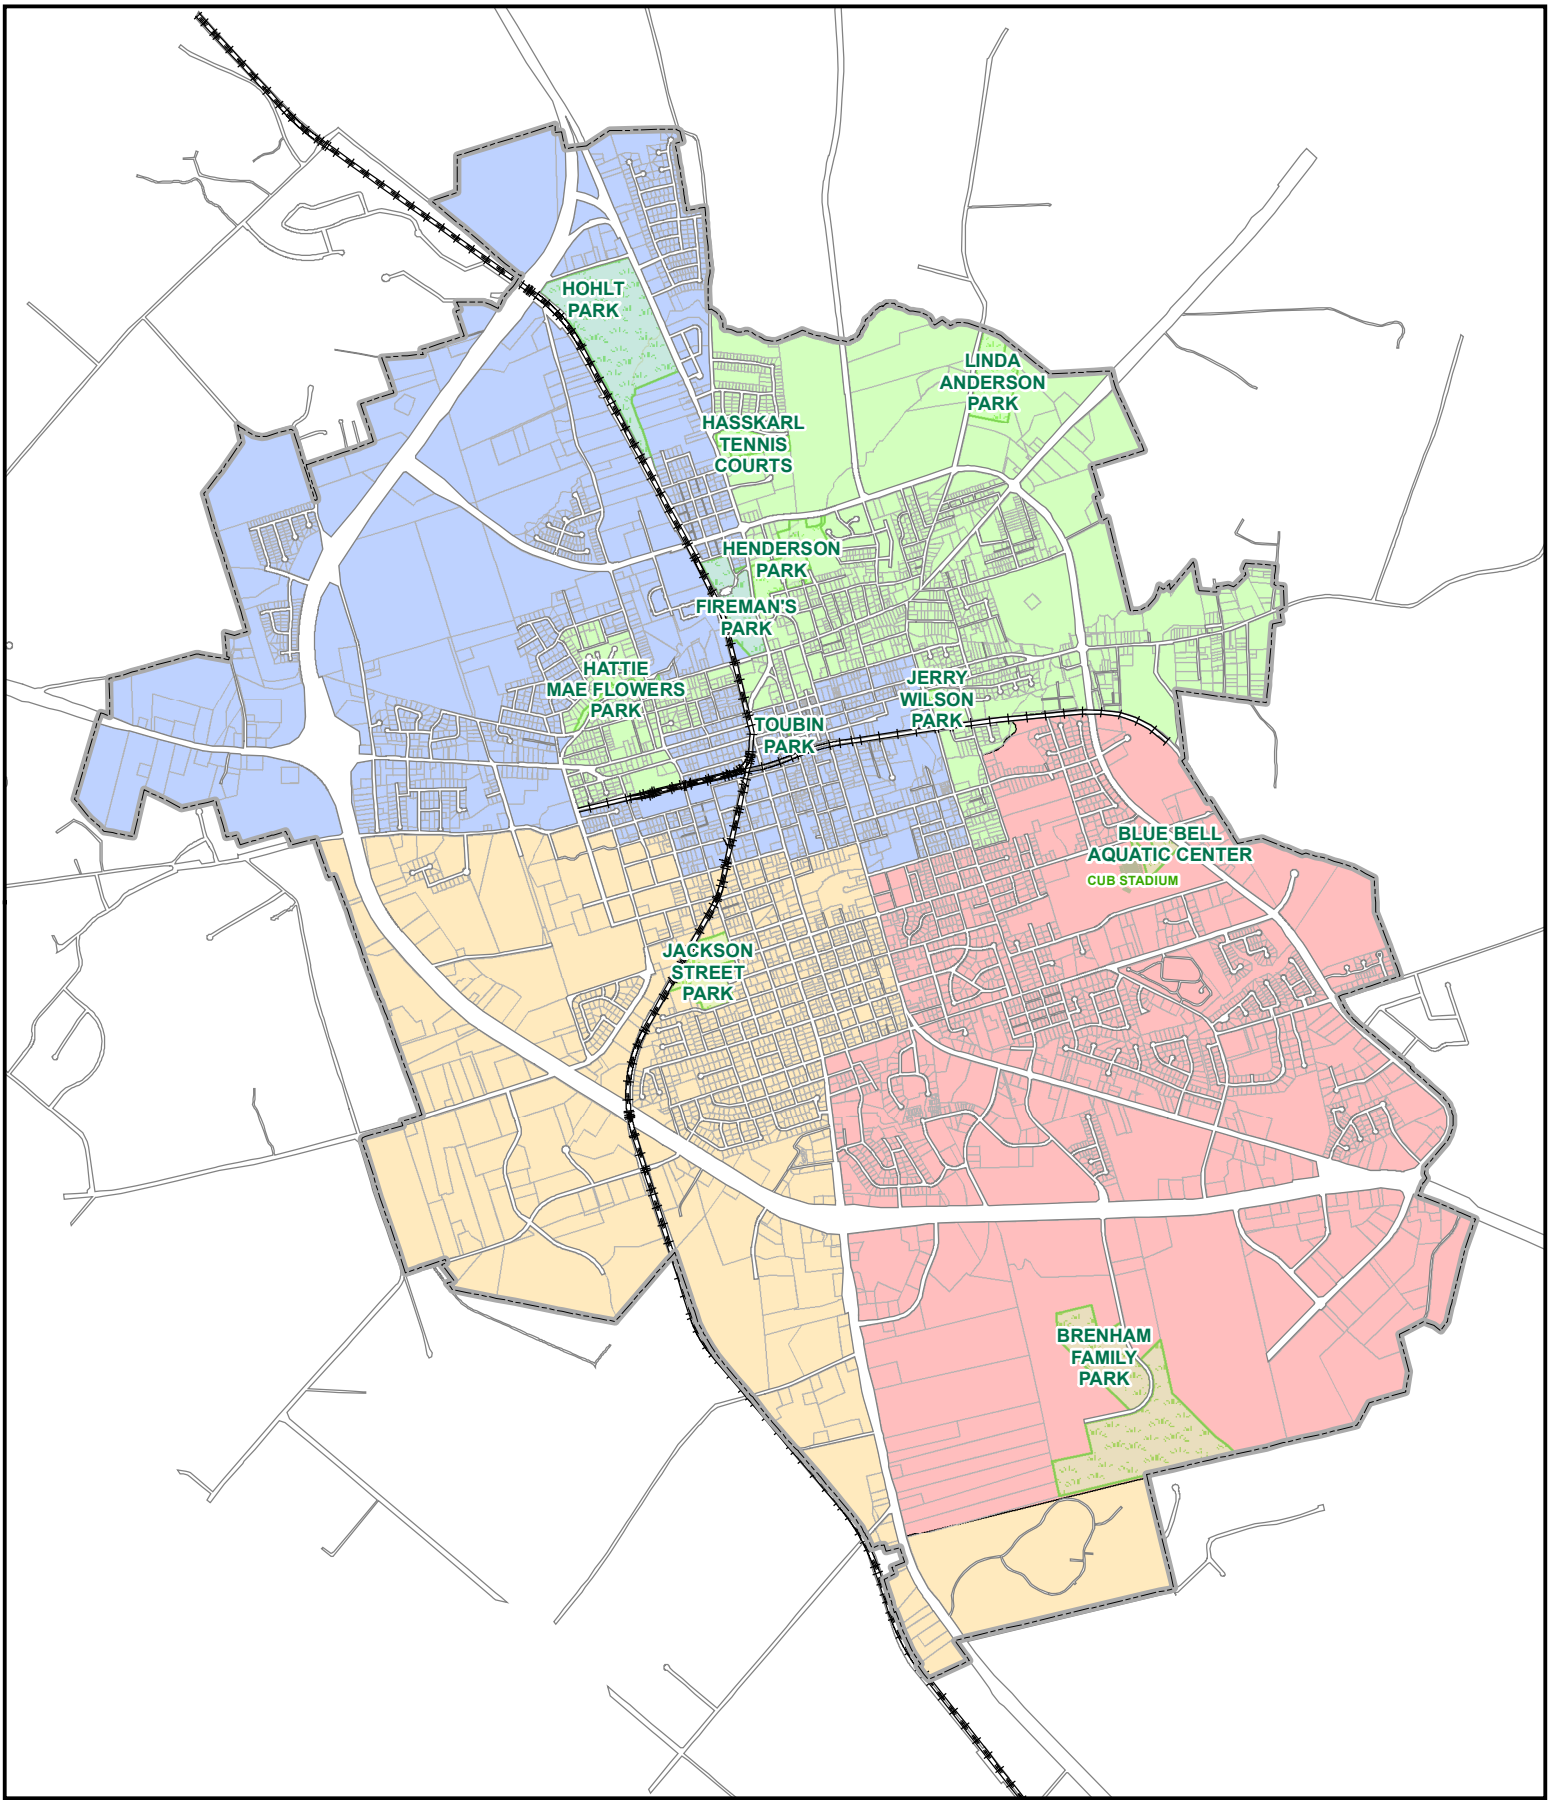 HOHLT
PARK
LINDA
ANDERSON
PARK
HASSKARL
TENNIS
COURTS
HENDERSON
PARK
FIREMAN'S
PARK
HATTIE
MAE FLOWERS
PARK
JERRY
WILSON
PARK
TOUBIN
PARK
BLUE BELL
AQUATIC CENTER
CUB STADIUM
JACKSON
STREET
PARK
BRENHAM
FAMILY
PARK